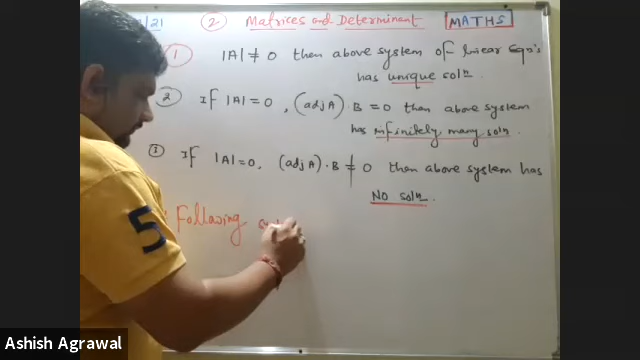 /21 ② Matrices and Determinant MATHS
① |A| ≠ 0 then above system of linear Eqn's
has unique solⁿ.
② If |A| = 0, (adj A) · B = 0 then above system
has infinitely many solⁿ.
③ If |A| = 0, (adj A) · B ≠ 0 then above system has
No solⁿ.
Following
5
Ashish Agrawal